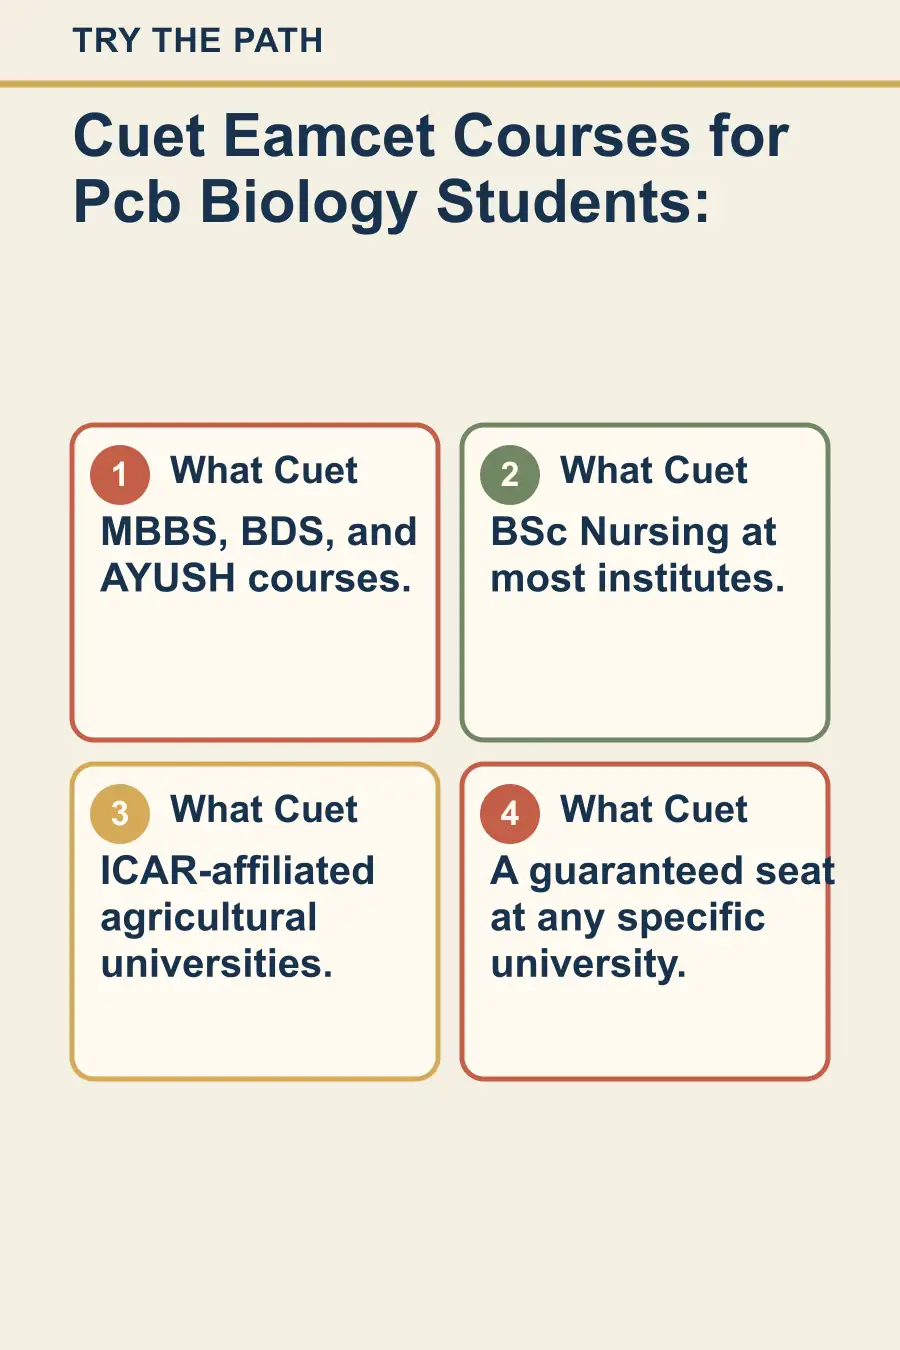 TRY THE PATH
Cuet Eamcet Courses for
Pcb Biology Students:
1 What Cuet
MBBS, BDS, and
AYUSH courses.
2 What Cuet
BSc Nursing at
most institutes.
3 What Cuet
ICAR-affiliated
agricultural
universities.
4 What Cuet
A guaranteed seat
at any specific
university.